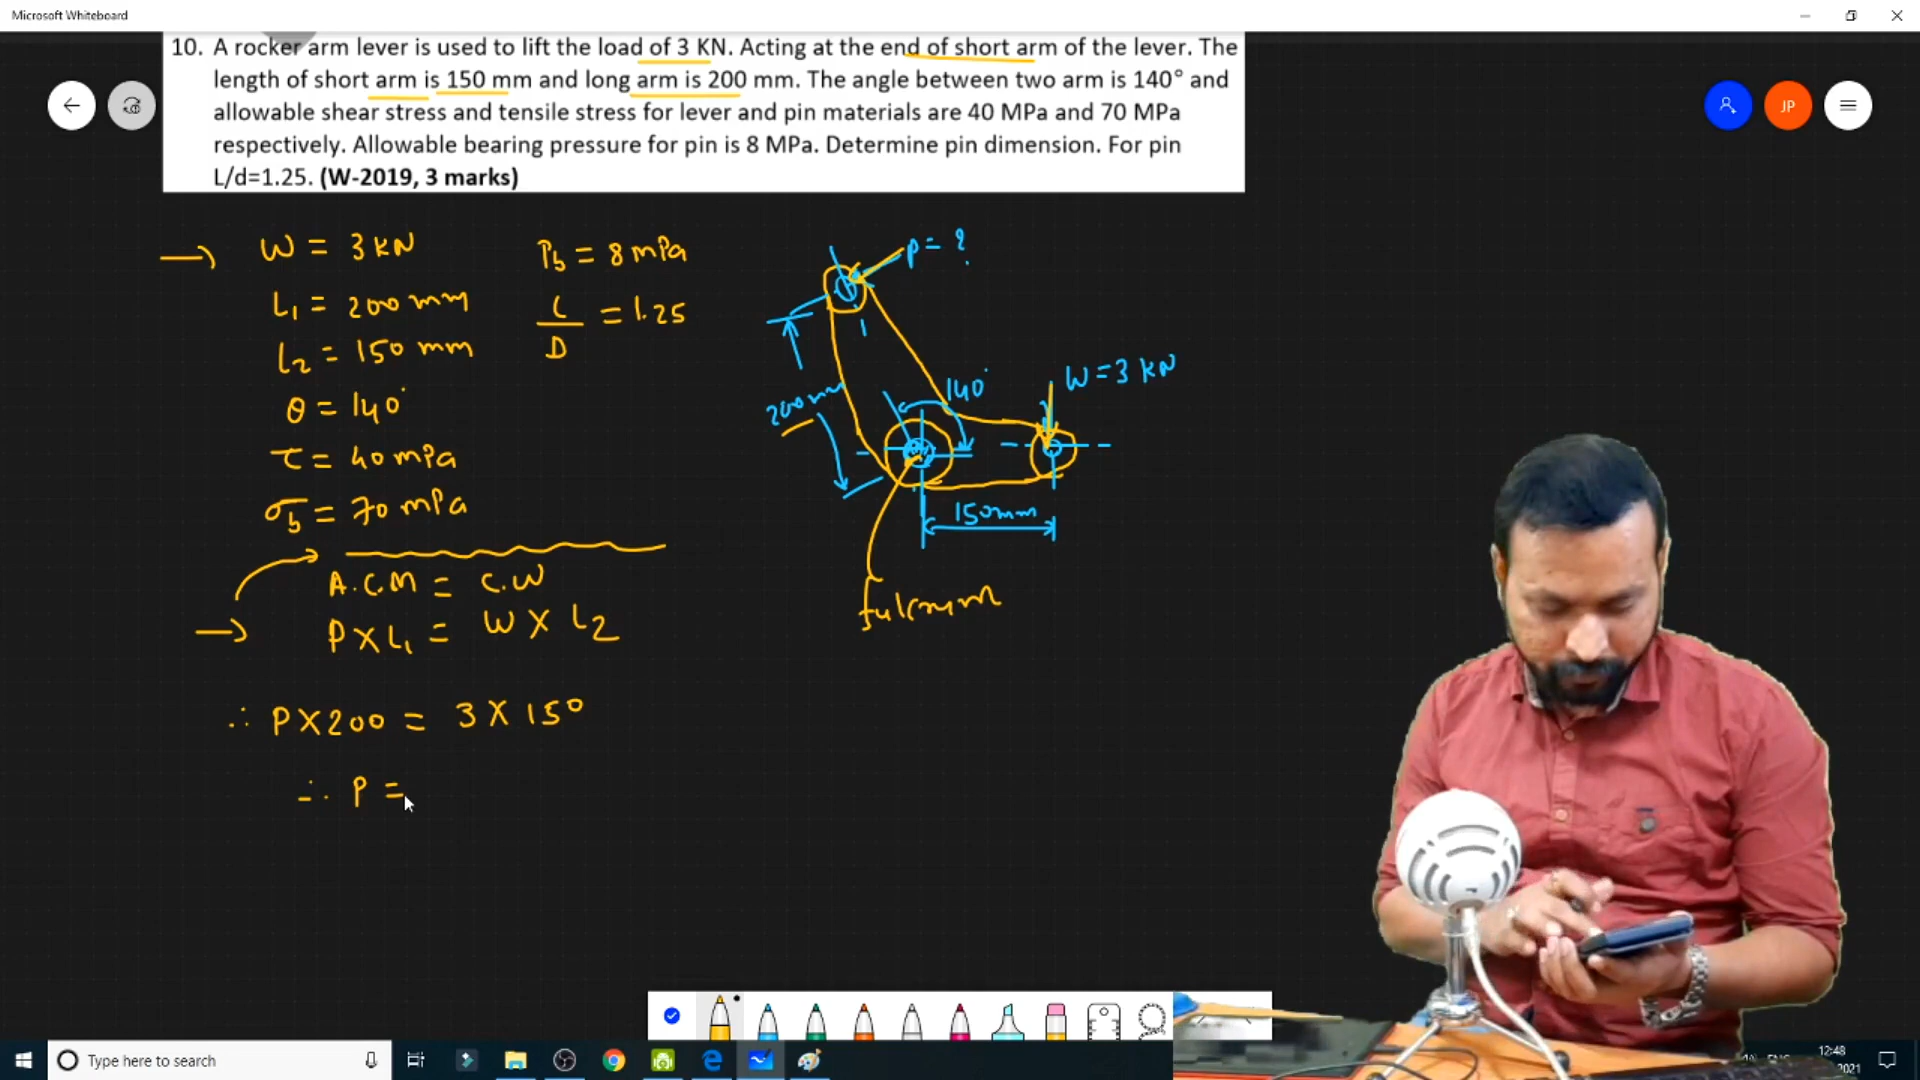 Microsoft Whiteboard
10. A rocker arm lever is used to lift the load of 3 KN. Acting at the end of short arm of the lever. The
length of short arm is 150 mm and long arm is 200 mm. The angle between two arm is 140° and
allowable shear stress and tensile stress for lever and pin materials are 40 MPa and 70 MPa
respectively. Allowable bearing pressure for pin is 8 MPa. Determine pin dimension. For pin
L/d=1.25. (W-2019, 3 marks)
JP
W = 3 KN
L1 = 200 mm
L2 = 150 mm
θ = 140°
τ = 40 mPa
σb = 70 mPa
Pb = 8 mPa
L/D = 1.25
A.C.M = C.W
P X L1 = W X L2
∴ P X 200 = 3 X 150
∴ P =
P = ?
200mm
140°
W = 3 KN
150mm
fulcrum
Type here to search
ENG
12:48
2021